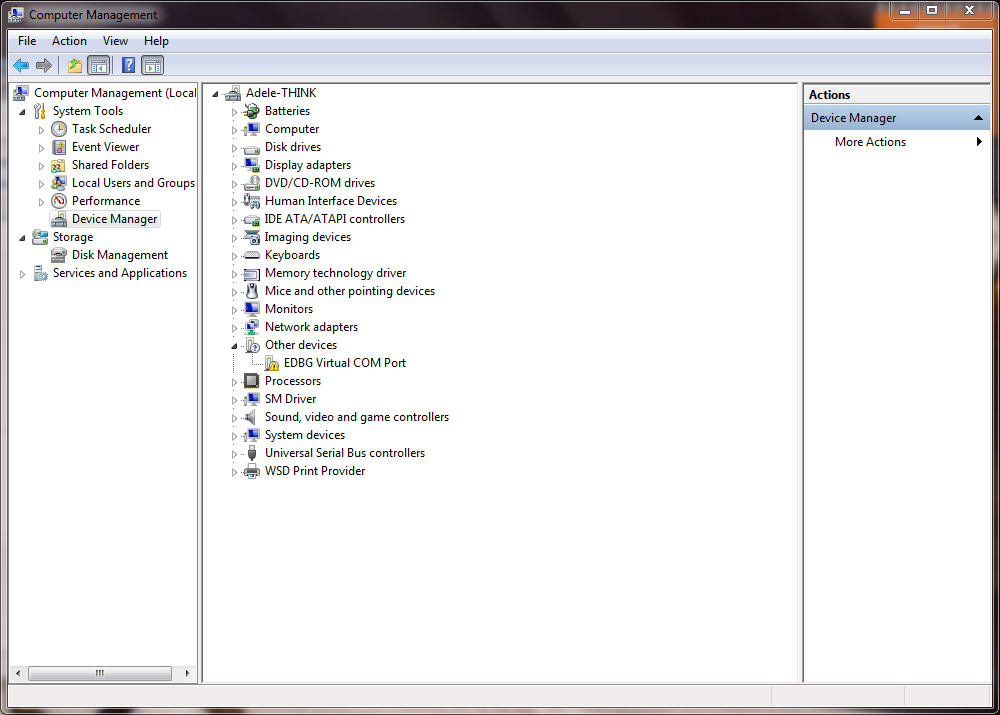 Computer Management
File Action View Help
Computer Management (Local
System Tools
Task Scheduler
Event Viewer
Shared Folders
Local Users and Groups
Performance
Device Manager
Storage
Disk Management
Services and Applications
Adele-THINK
Batteries
Computer
Disk drives
Display adapters
DVD/CD-ROM drives
Human Interface Devices
IDE ATA/ATAPI controllers
Imaging devices
Keyboards
Memory technology driver
Mice and other pointing devices
Monitors
Network adapters
Other devices
EDBG Virtual COM Port
Processors
SM Driver
Sound, video and game controllers
System devices
Universal Serial Bus controllers
WSD Print Provider
Actions
Device Manager
More Actions